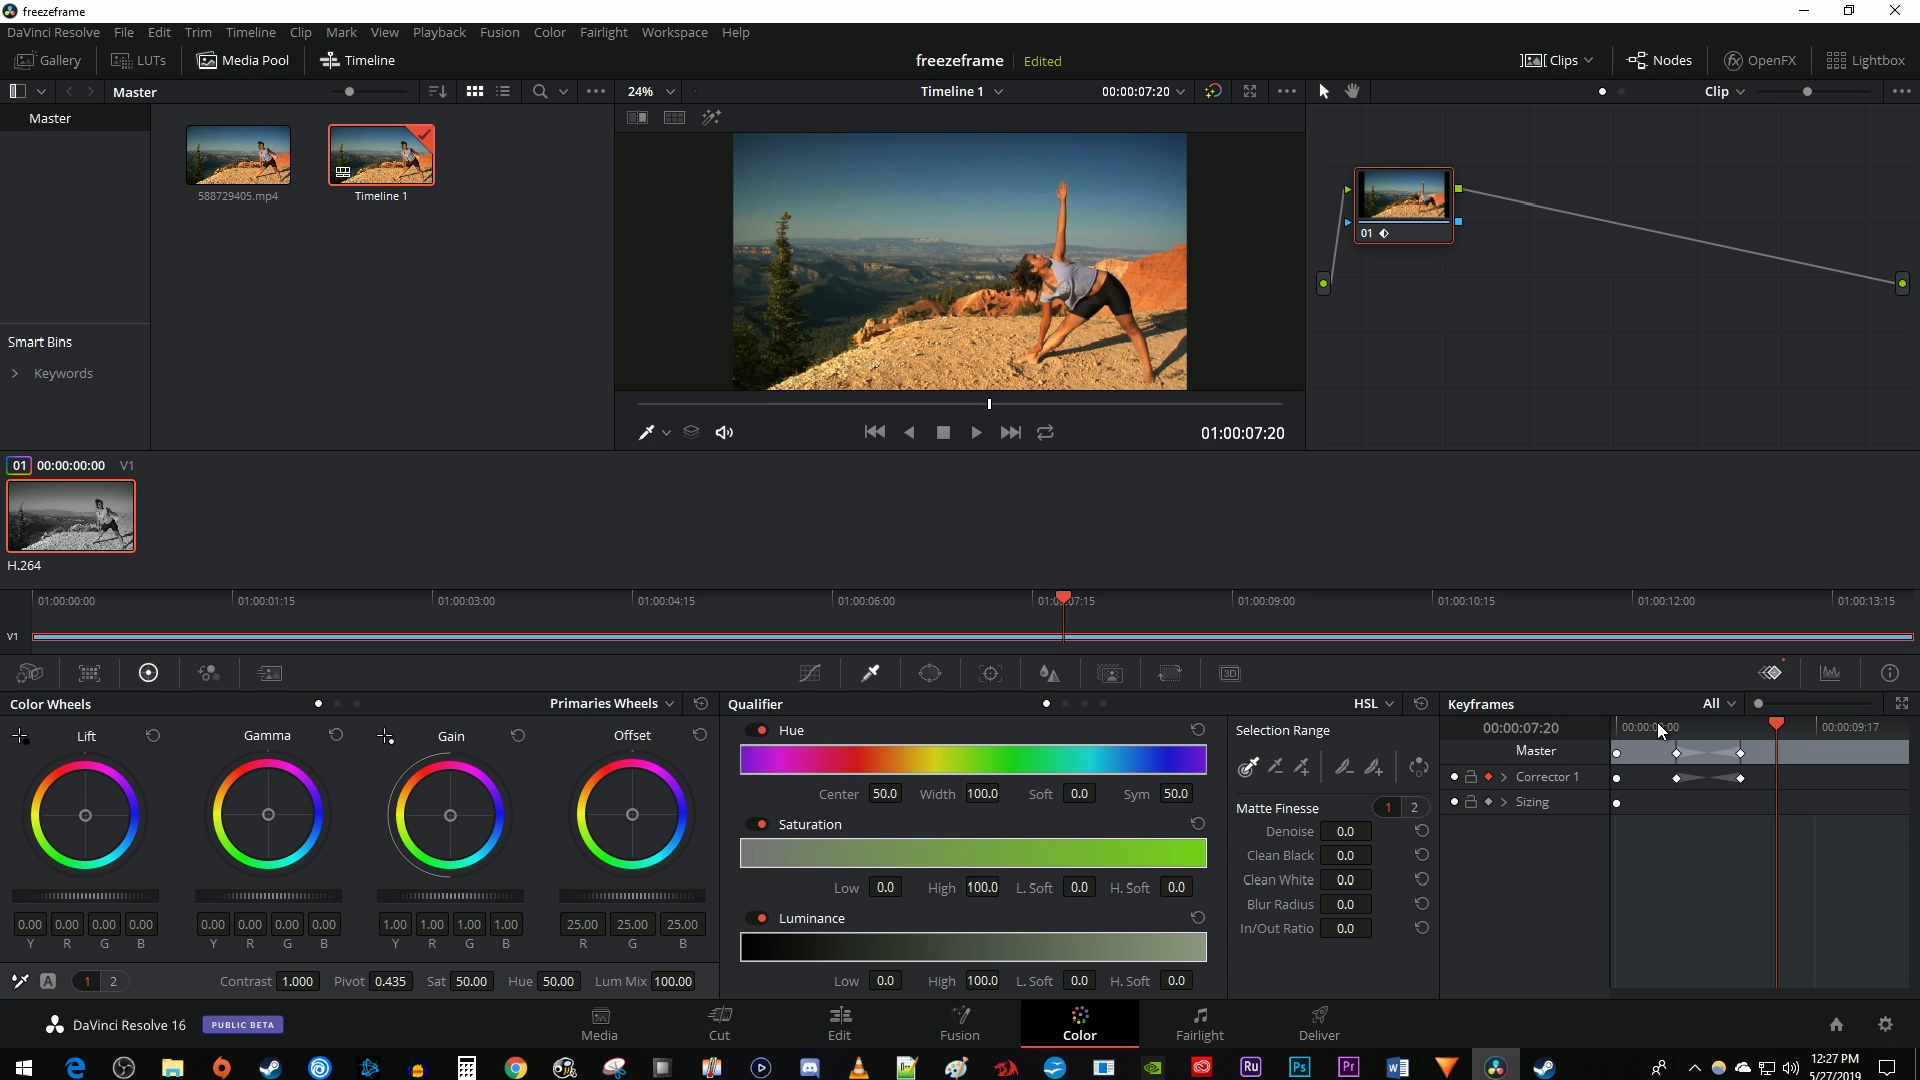 freezeframe
DaVinci Resolve File Edit Trim Timeline Clip Mark View Playback Fusion Color Fairlight Workspace Help
Gallery LUTs Media Pool Timeline freezeframe Edited Clips Nodes OpenFX Lightbox
Master 24% Timeline 1 00:00:07:20 Clip
Master
588729405.mp4 Timeline 1
01
Smart Bins
Keywords
01:00:07:20
01 00:00:00:00 V1
H.264
01:00:00:00 01:00:01:15 01:00:03:00 01:00:04:15 01:00:06:00 01:00:07:15 01:00:09:00 01:00:10:15 01:00:12:00 01:00:13:15
V1
3D
Color Wheels Primaries Wheels Qualifier HSL Keyframes All
Lift Gamma Gain Offset
Hue
Center 50.0 Width 100.0 Soft 0.0 Sym 50.0
Saturation
Low 0.0 High 100.0 L. Soft 0.0 H. Soft 0.0
Luminance
Low 0.0 High 100.0 L. Soft 0.0 H. Soft 0.0
Selection Range
Matte Finesse 1 2
Denoise 0.0
Clean Black 0.0
Clean White 0.0
Blur Radius 0.0
In/Out Ratio 0.0
00:00:07:20 00:00:09:17
Master
Corrector 1
Sizing
0.00 0.00 0.00 0.00 0.00 0.00 0.00 0.00 1.00 1.00 1.00 1.00 25.00 25.00 25.00
Y R G B Y R G B Y R G B R G B
A 1 2 Contrast 1.000 Pivot 0.435 Sat 50.00 Hue 50.00 Lum Mix 100.00
DaVinci Resolve 16 PUBLIC BETA Media Cut Edit Fusion Color Fairlight Deliver
Ru Ps Pr
12:27 PM
5/27/2019